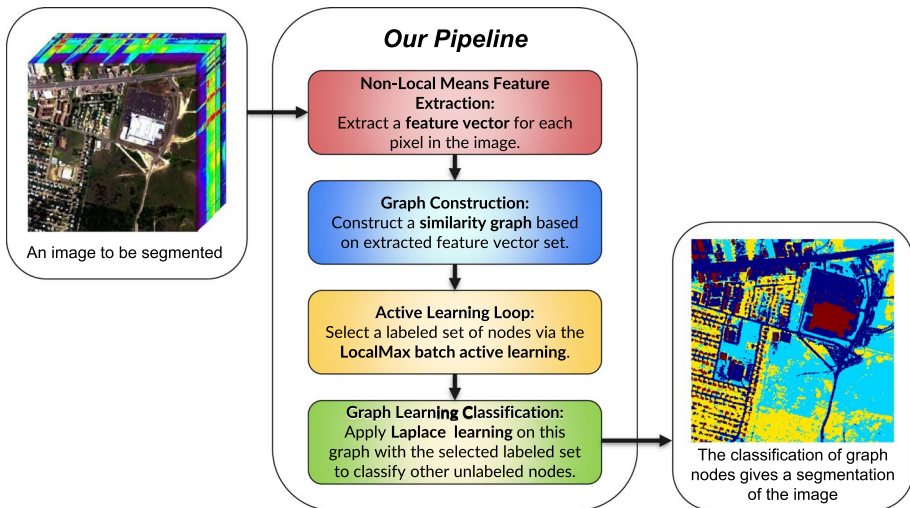 Our Pipeline
An image to be segmented
Non-Local Means Feature
Extraction:
Extract a feature vector for each
pixel in the image.
Graph Construction:
Construct a similarity graph based
on extracted feature vector set.
Active Learning Loop:
Select a labeled set of nodes via the
LocalMax batch active learning.
Graph Learning Classification:
Apply Laplace learning on this
graph with the selected labeled set
to classify other unlabeled nodes.
The classification of graph
nodes gives a segmentation
of the image